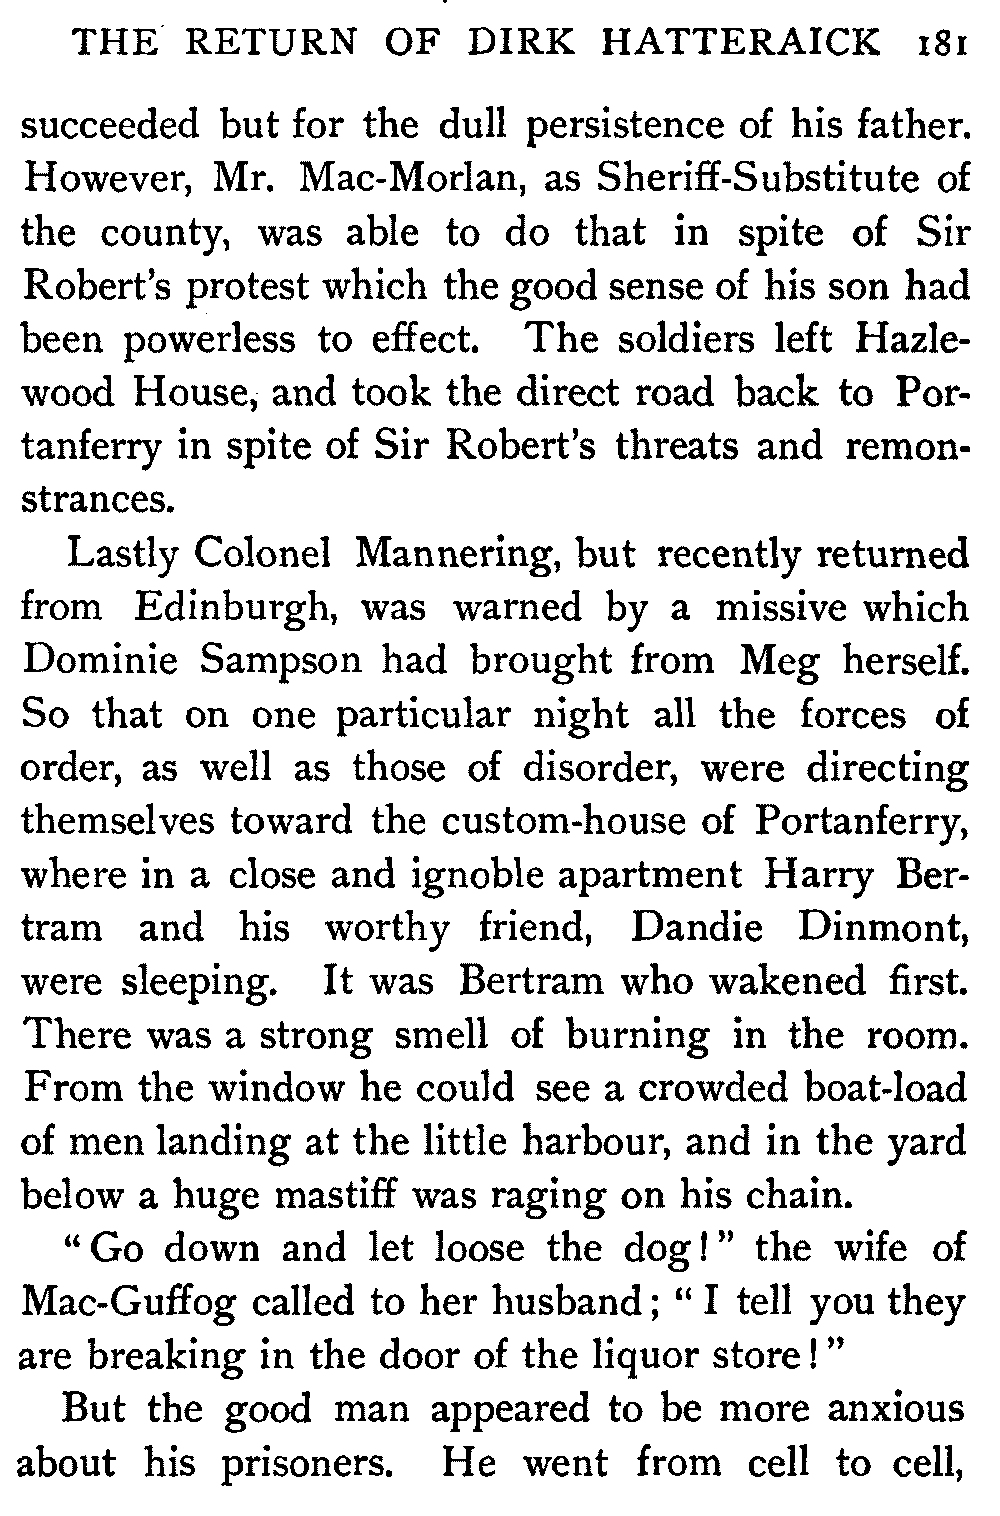 THE RETURN OF DIRK HATTERAICK 181
succeeded but for the dull persistence of his father.
However, Mr. Mac-Morlan, as Sheriff-Substitute of
the county, was able to do that in spite of Sir
Robert's protest which the good sense of his son had
been powerless to effect. The soldiers left Hazle-
wood House, and took the direct road back to Por-
tanferry in spite of Sir Robert's threats and remon-
strances.
Lastly Colonel Mannering, but recently returned
from Edinburgh, was warned by a missive which
Dominie Sampson had brought from Meg herself.
So that on one particular night all the forces of
order, as well as those of disorder, were directing
themselves toward the custom-house of Portanferry,
where in a close and ignoble apartment Harry Ber-
tram and his worthy friend, Dandie Dinmont,
were sleeping. It was Bertram who wakened first.
There was a strong smell of burning in the room.
From the window he could see a crowded boat-load
of men landing at the little harbour, and in the yard
below a huge mastiff was raging on his chain.
"Go down and let loose the dog!" the wife of
Mac-Guffog called to her husband; "I tell you they
are breaking in the door of the liquor store!"
But the good man appeared to be more anxious
about his prisoners. He went from cell to cell,